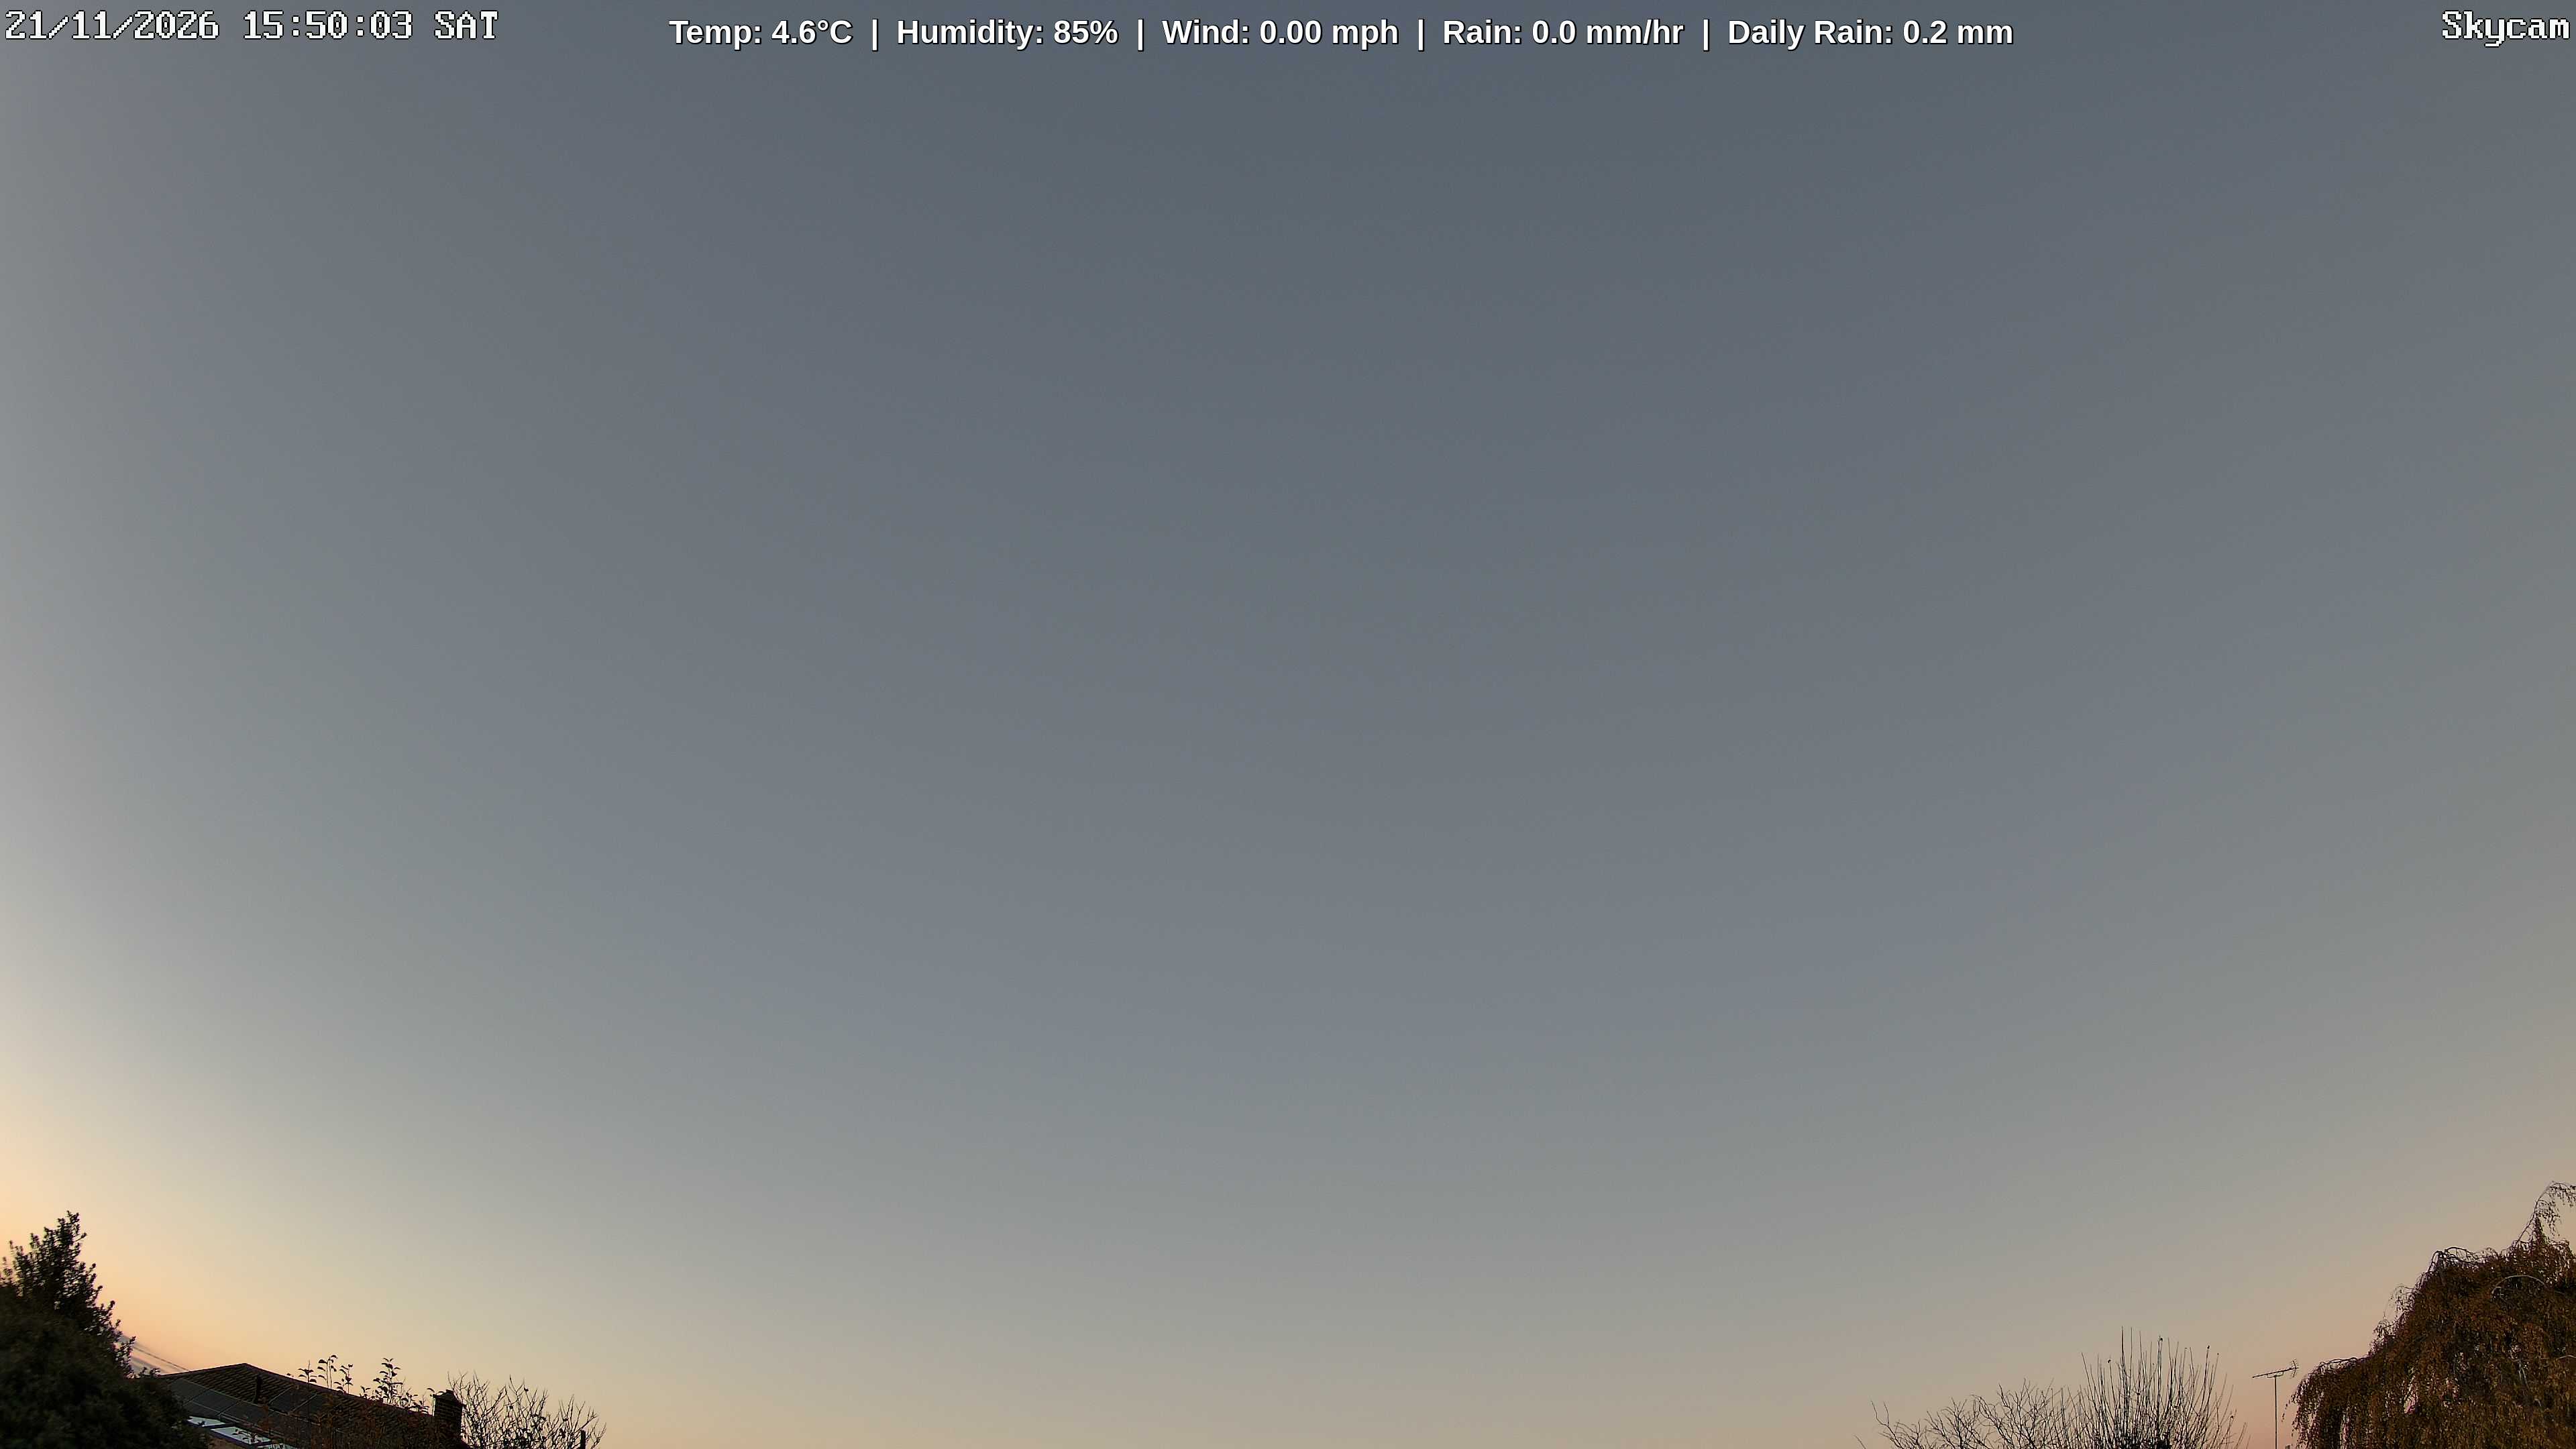 21/11/2026 15:50:03 SAT
Temp: 4.6°C | Humidity: 85% | Wind: 0.00 mph | Rain: 0.0 mm/hr | Daily Rain: 0.2 mm
Skycam